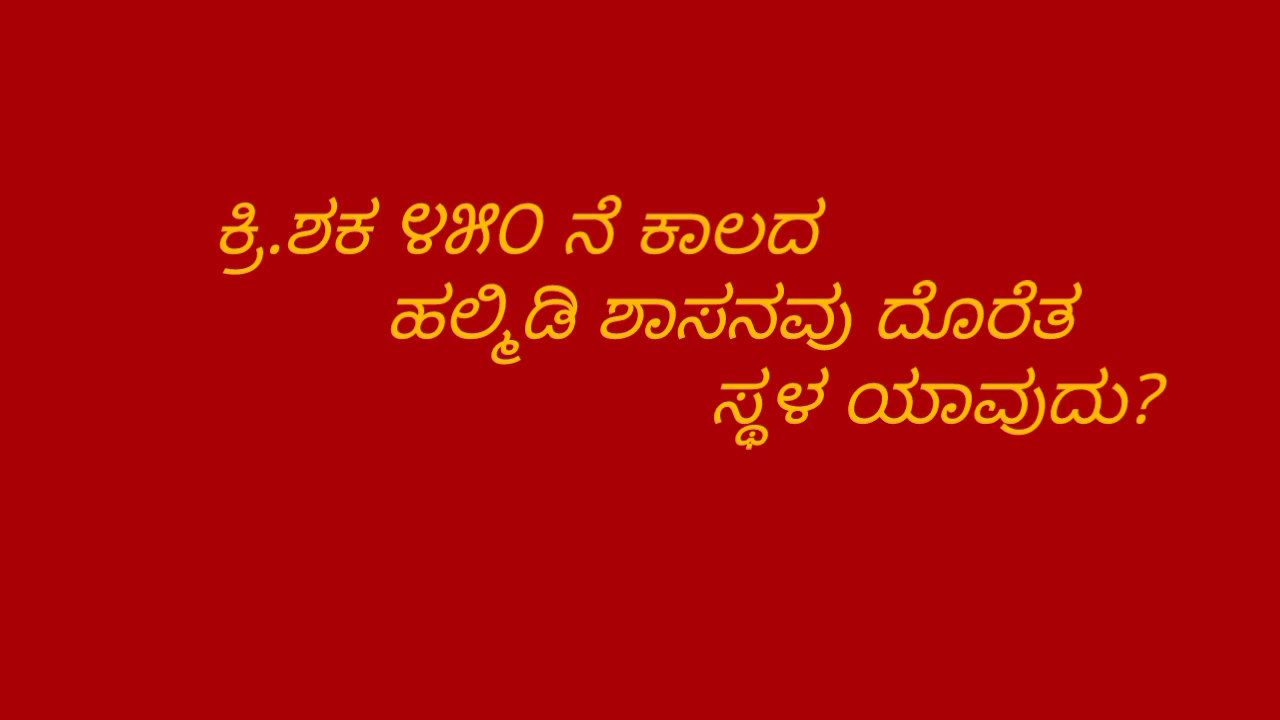 ಕ್ರಿ.ಶಕ ೪೫೦ ನೆ ಕಾಲದ
ಹಲ್ಮಿಡಿ ಶಾಸನವು ದೊರೆತ
ಸ್ಥಳ ಯಾವುದು?